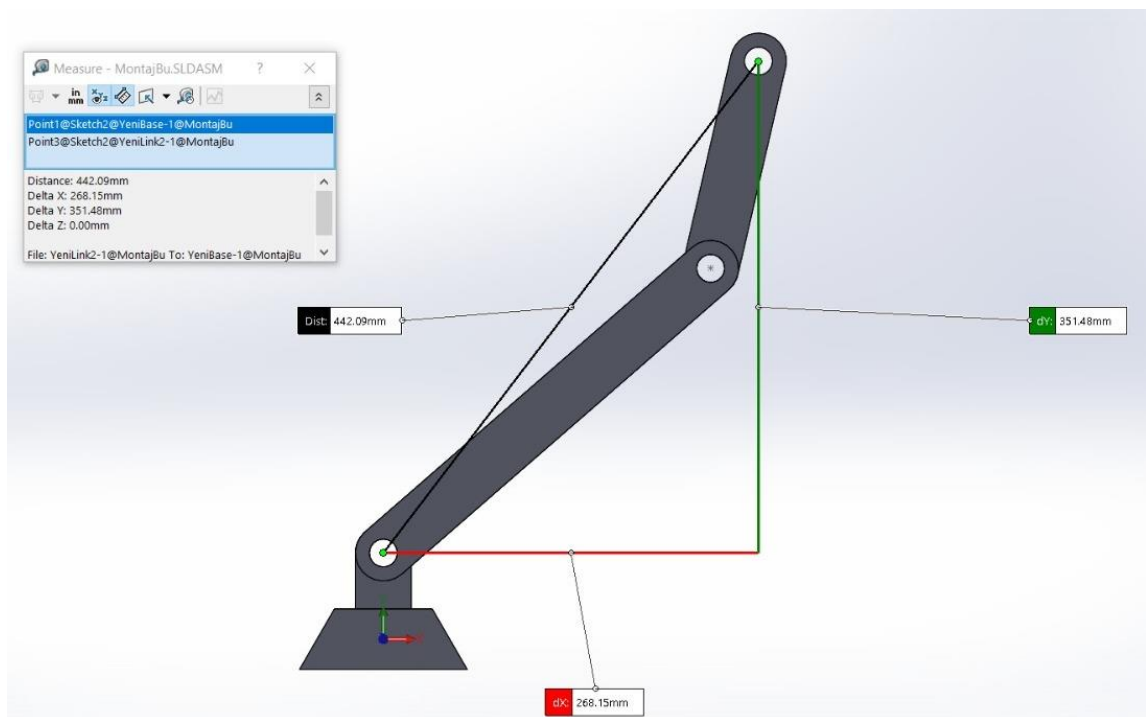 Measure - MontajBu.SLDASM
in
mm
Point1@Sketch2@YeniBase-1@MontajBu
Point3@Sketch2@YeniLink2-1@MontajBu
Distance: 442.09mm
Delta X: 268.15mm
Delta Y: 351.48mm
Delta Z: 0.00mm
File: YeniLink2-1@MontajBu To: YeniBase-1@MontajBu
Dist: 442.09mm
dY: 351.48mm
dX: 268.15mm